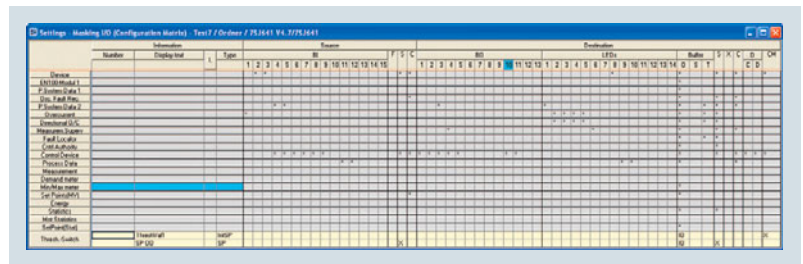 Settings - Masking I/O (Configuration Matrix) - Test7 / Ordner / 7SJ641 V4.7/7SJ641
Information Source Destination
Number Display text L Type BI F S C BO LEDs Buffer S X C D CM
1 2 3 4 5 6 7 8 9 10 11 12 13 14 15 1 2 3 4 5 6 7 8 9 10 11 12 13 1 2 3 4 5 6 7 8 9 10 11 12 13 14 O S T C D
Device
EN100-Modul 1
P.System Data 1
Osc. Fault Rec.
P.System Data 2
Overcurrent
Directional O/C
Measurem.Superv
Fault Locator
Cntrl Authority
Control Device
Process Data
Measurement
Demand meter
Min/Max meter
Set Points(MV)
Energy
Statistics
SetPoint(Stat)
Thresh.-Switch
SP X